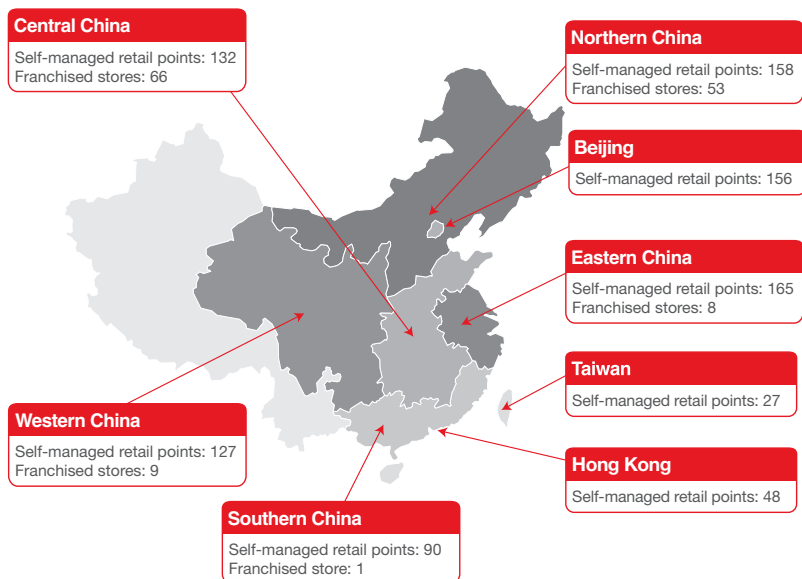 Central China
Self-managed retail points: 132
Franchised stores: 66
Northern China
Self-managed retail points: 158
Franchised stores: 53
Beijing
Self-managed retail points: 156
Eastern China
Self-managed retail points: 165
Franchised stores: 8
Taiwan
Self-managed retail points: 27
Western China
Self-managed retail points: 127
Franchised stores: 9
Hong Kong
Self-managed retail points: 48
Southern China
Self-managed retail points: 90
Franchised store: 1